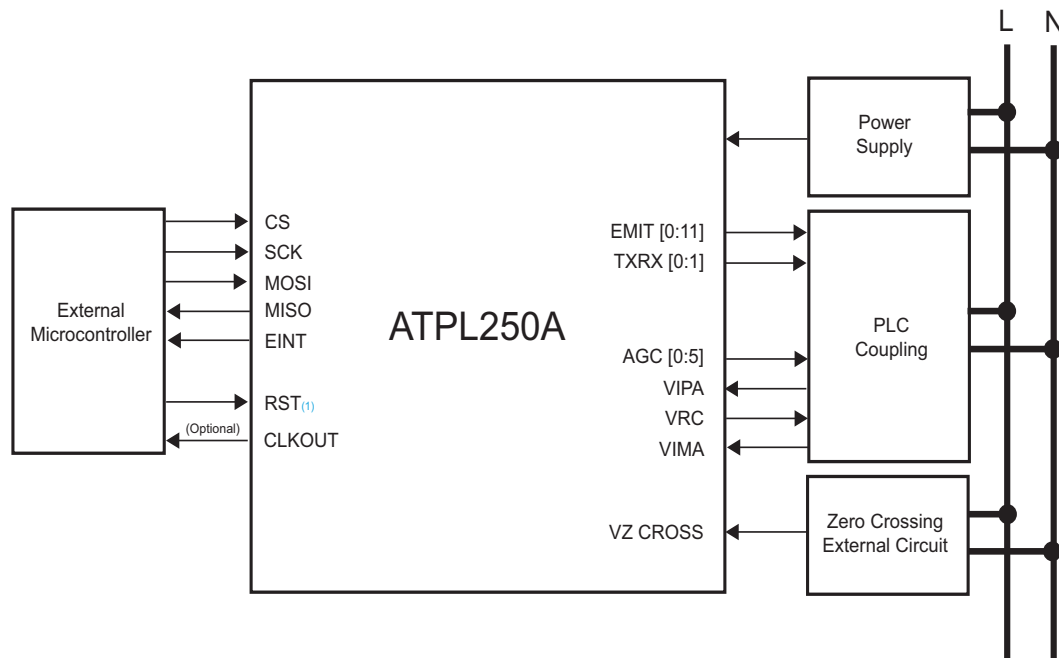 L N
Power
Supply
CS
SCK
MOSI
MISO
EINT
RST(1)
(Optional)
CLKOUT
External
Microcontroller
ATPL250A
EMIT [0:11]
TXRX [0:1]
AGC [0:5]
VIPA
VRC
VIMA
VZ CROSS
PLC
Coupling
Zero Crossing
External Circuit